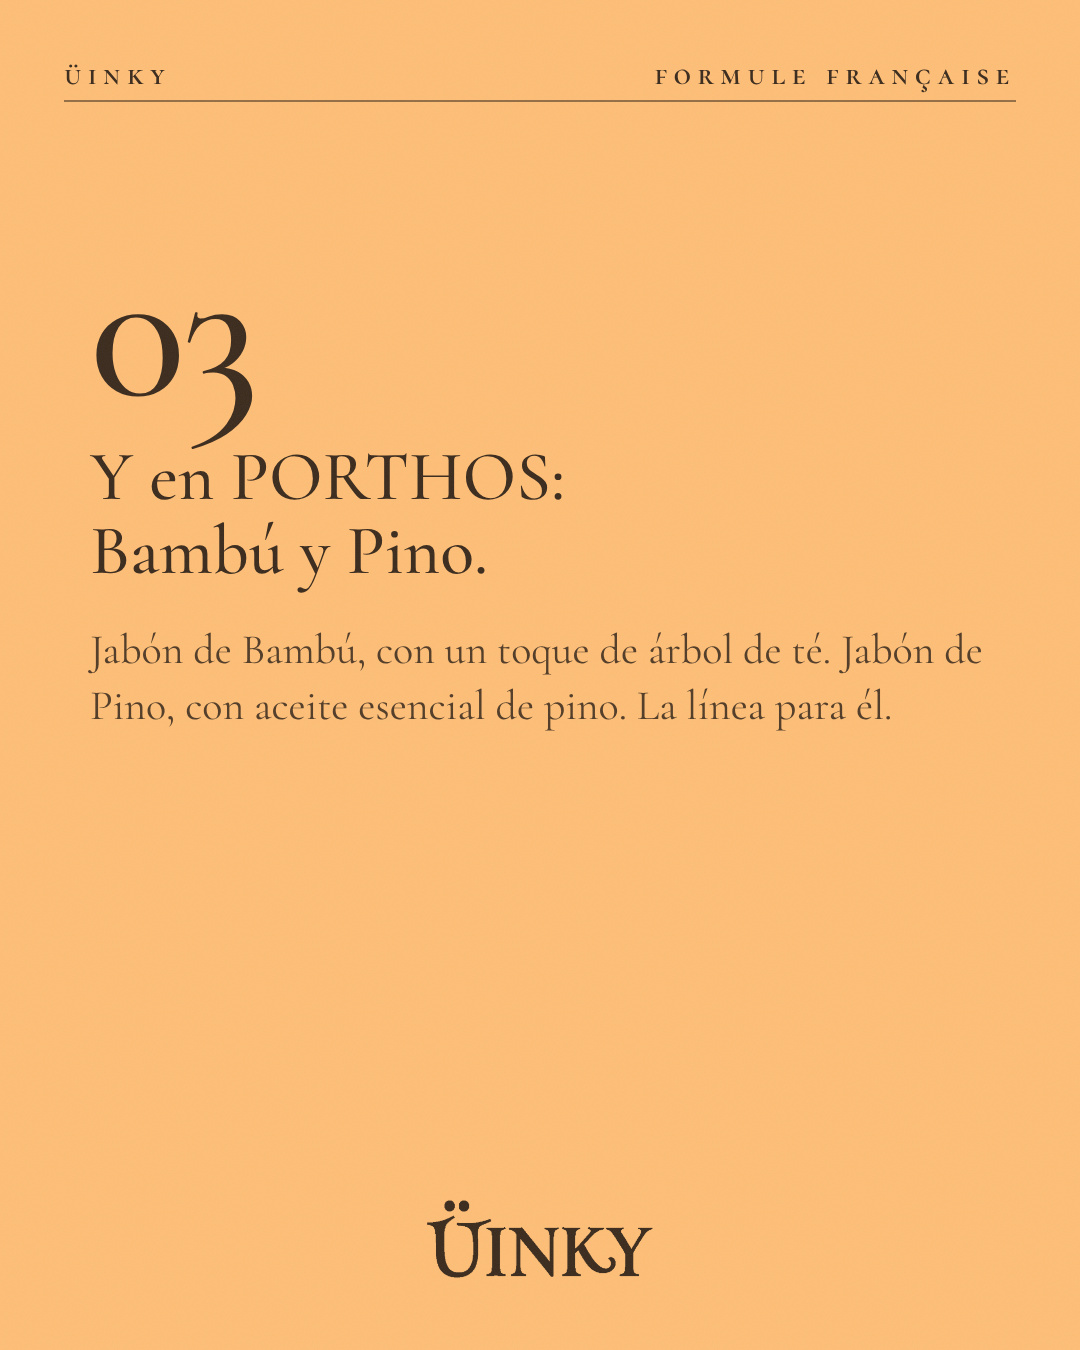 ÜINKY
FORMULE FRANÇAISE
03
Y en PORTHOS:
Bambú y Pino.
Jabón de Bambú, con un toque de árbol de té. Jabón de
Pino, con aceite esencial de pino. La línea para él.
ÜINKY